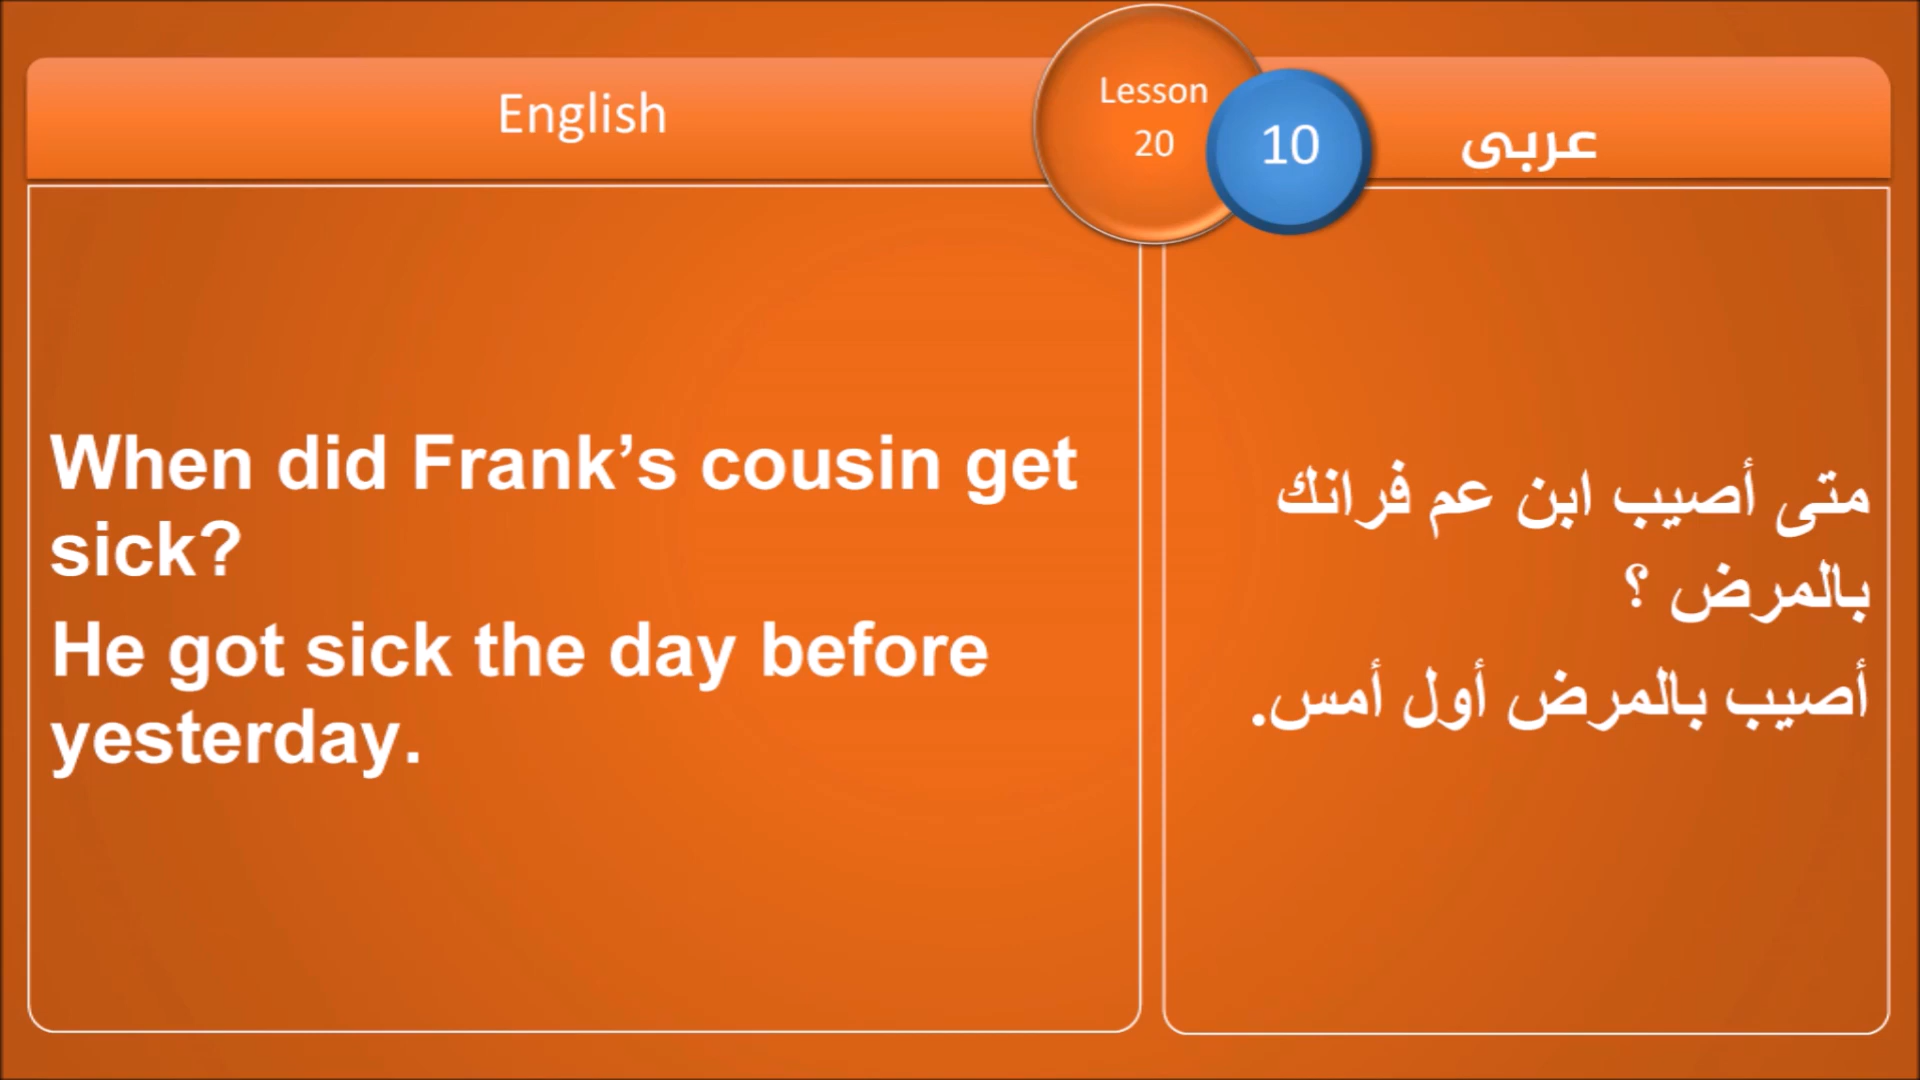 English
Lesson
20
10
عربى
When did Frank’s cousin get
sick?
He got sick the day before
yesterday.
متى أصيب ابن عم فرانك
بالمرض ؟
أصيب بالمرض أول أمس.